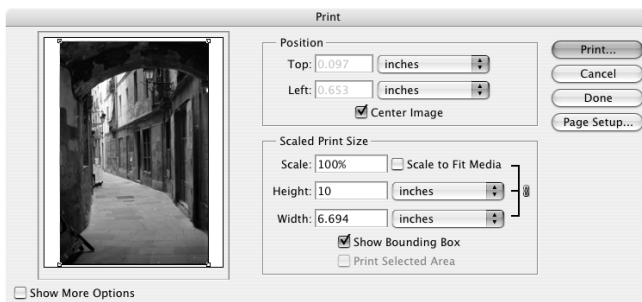 Print
Position
Top: 0.097 inches
Left: 0.653 inches
Center Image
Scaled Print Size
Scale: 100% Scale to Fit Media
Height: 10 inches
Width: 6.694 inches
Show Bounding Box
Print Selected Area
Print...
Cancel
Done
Page Setup...
Show More Options